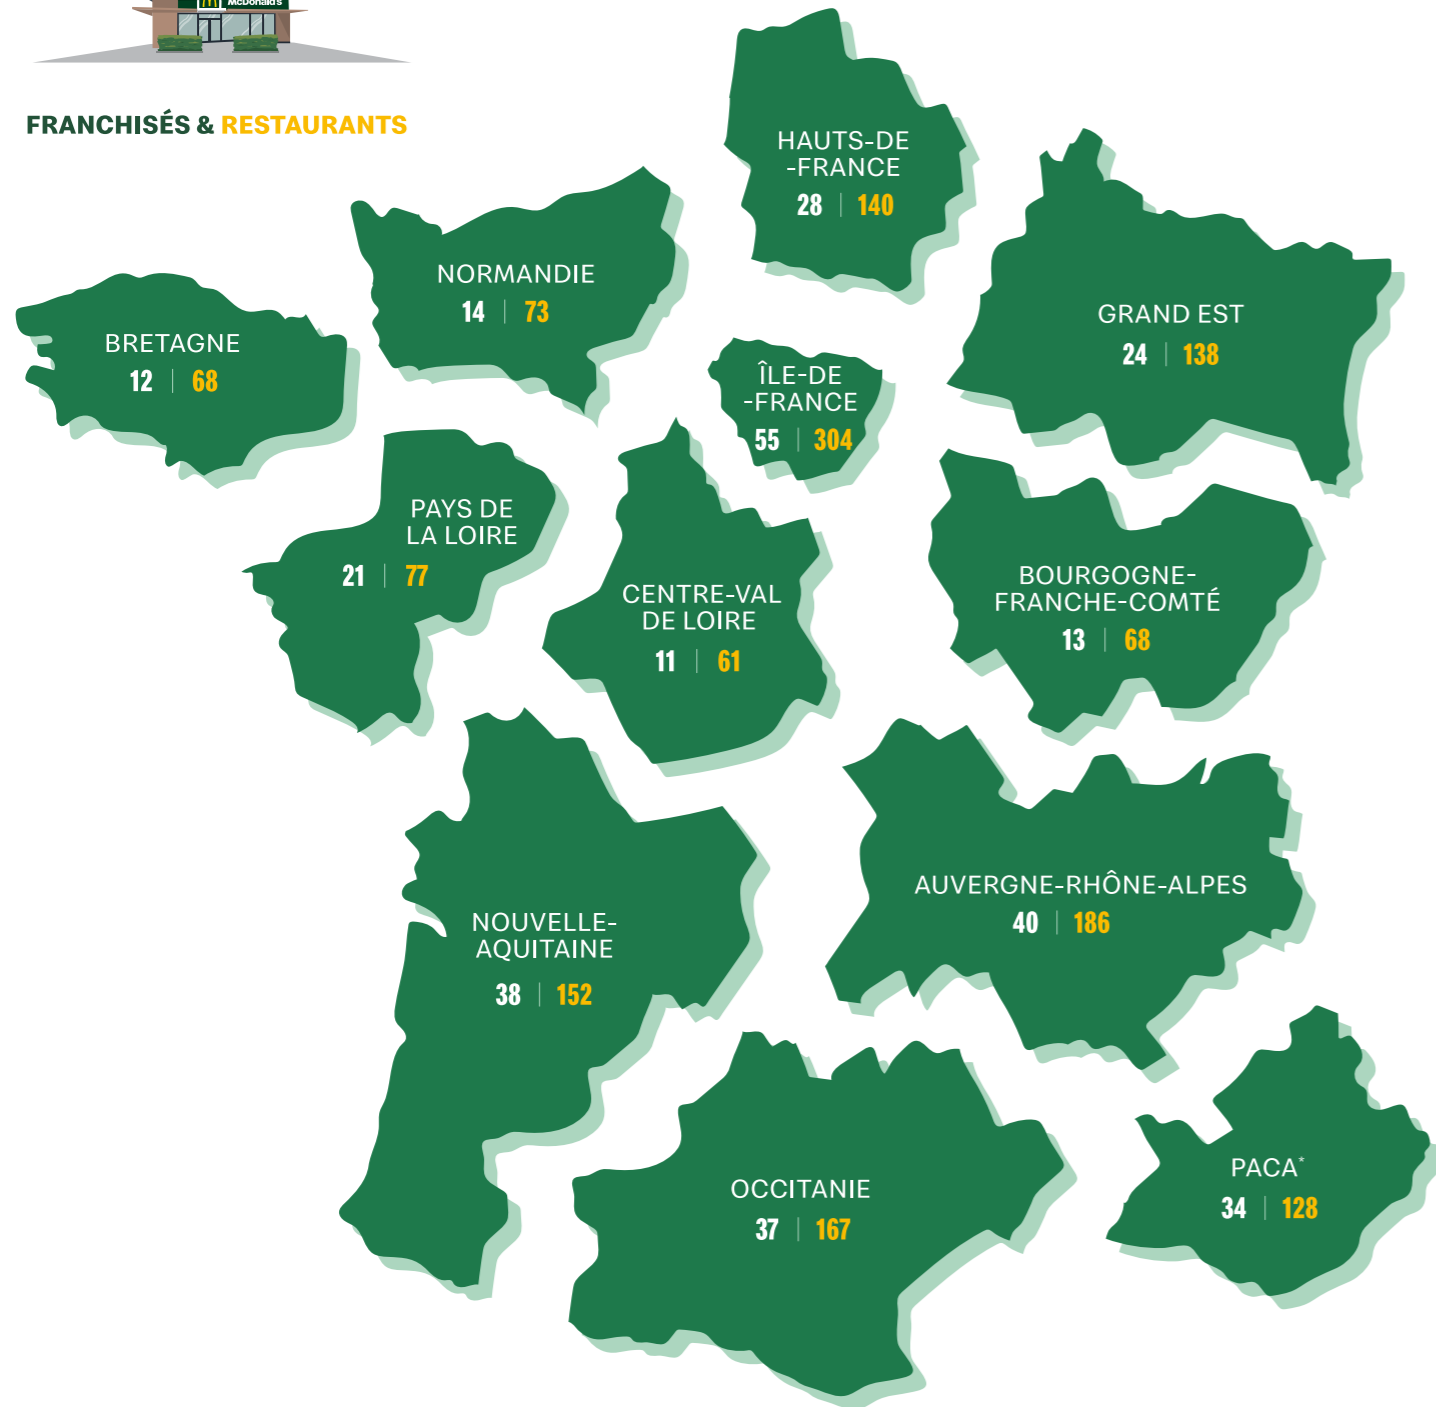 McDonald's
FRANCHISÉS & RESTAURANTS
HAUTS-DE
-FRANCE
28 | 140
NORMANDIE
14 | 73
GRAND EST
24 | 138
BRETAGNE
12 | 68
ÎLE-DE
-FRANCE
55 | 304
PAYS DE
LA LOIRE
21 | 77
CENTRE-VAL
DE LOIRE
11 | 61
BOURGOGNE-
FRANCHE-COMTÉ
13 | 68
AUVERGNE-RHÔNE-ALPES
40 | 186
NOUVELLE-
AQUITAINE
38 | 152
OCCITANIE
37 | 167
PACA*
34 | 128